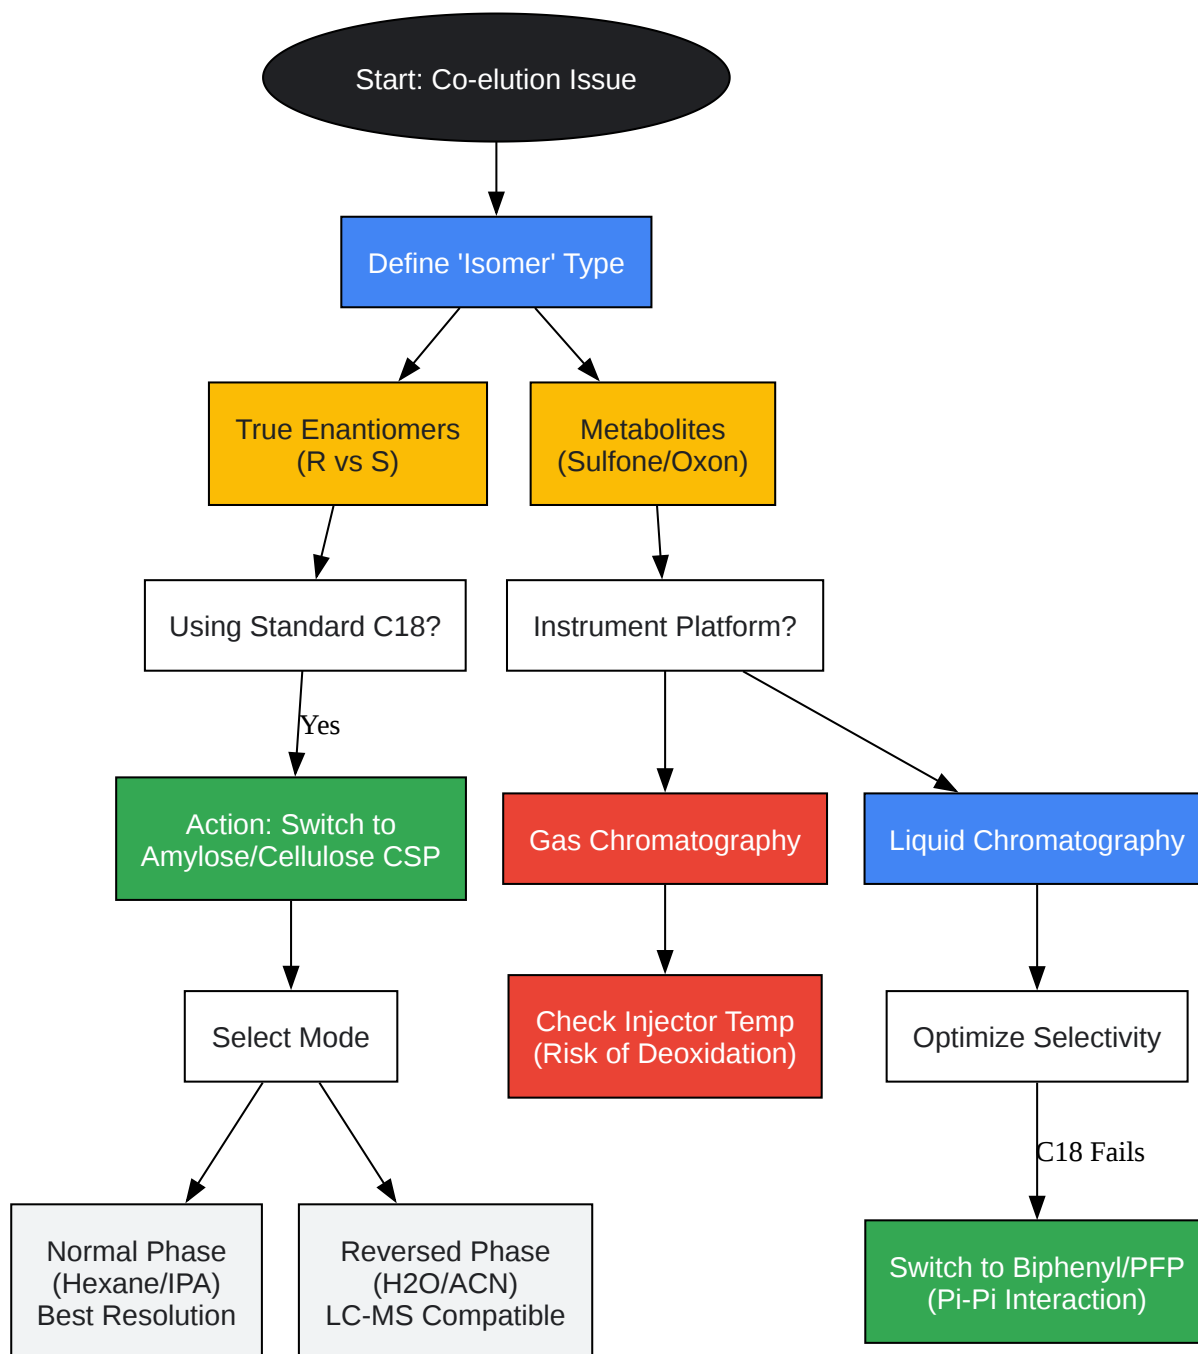 Start: Co-elution Issue
Define 'Isomer' Type
True Enantiomers
(R vs S)
Metabolites
(Sulfone/Oxon)
Using Standard C18?
Instrument Platform?
Yes
Action: Switch to
Amylose/Cellulose CSP
Gas Chromatography
Liquid Chromatography
Select Mode
Check Injector Temp
(Risk of Deoxidation)
Optimize Selectivity
C18 Fails
Normal Phase
(Hexane/IPA)
Best Resolution
Reversed Phase
(H2O/ACN)
LC-MS Compatible
Switch to Biphenyl/PFP
(Pi-Pi Interaction)